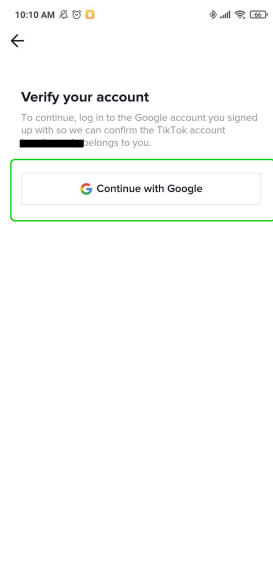 10:10 AM
66
Verify your account
To continue, log in to the Google account you signed
up with so we can confirm the TikTok account
belongs to you.
Continue with Google